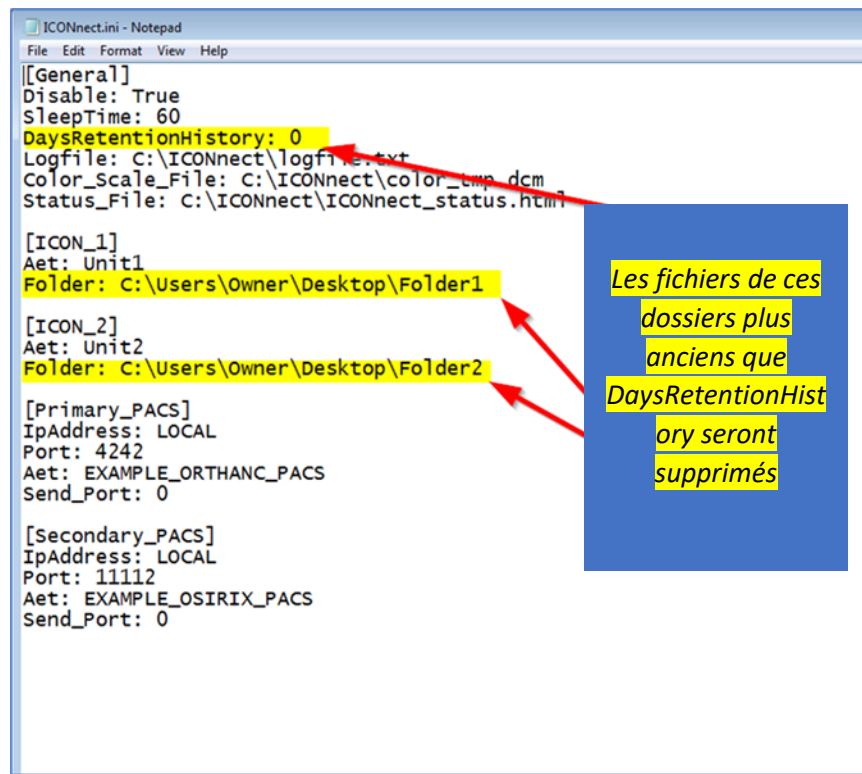 ICONnect.ini - Notepad
File Edit Format View Help
[General]
Disable: True
SleepTime: 60
DaysRetentionHistory: 0
Logfile: C:\ICONnect\logfile.txt
Color_Scale_File: C:\ICONnect\color_tmp.dcm
Status_File: C:\ICONnect\ICONnect_status.html
[ICON_1]
Aet: Unit1
Folder: C:\Users\Owner\Desktop\Folder1
[ICON_2]
Aet: Unit2
Folder: C:\Users\Owner\Desktop\Folder2
[Primary_PACS]
IpAddress: LOCAL
Port: 4242
Aet: EXAMPLE_ORTHANC_PACS
Send_Port: 0
[Secondary_PACS]
IpAddress: LOCAL
Port: 11112
Aet: EXAMPLE_OSIRIX_PACS
Send_Port: 0
Les fichiers de ces
dossiers plus
anciens que
DaysRetentionHist
ory seront
supprimés